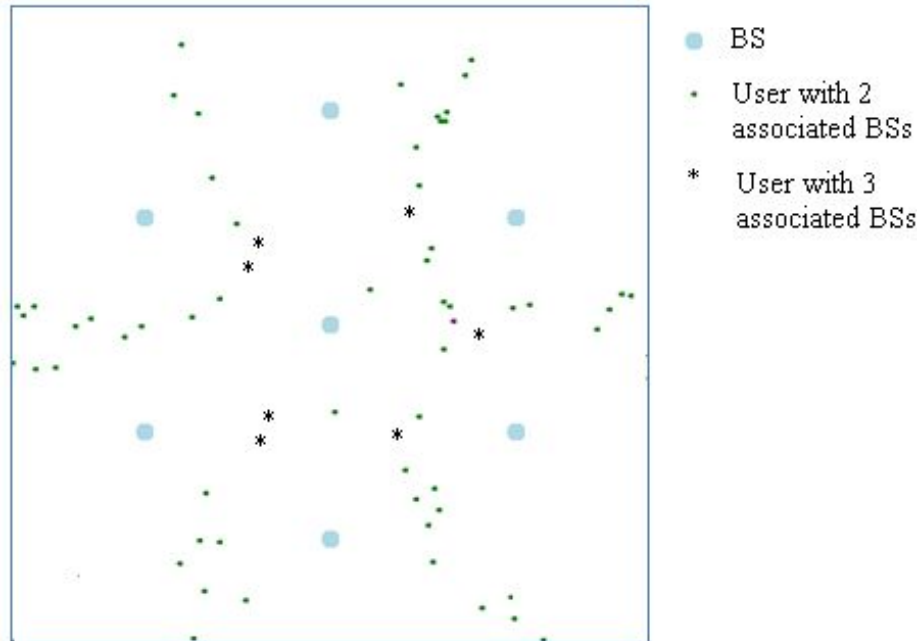 BS
User with 2
associated BSs
* User with 3
associated BSs